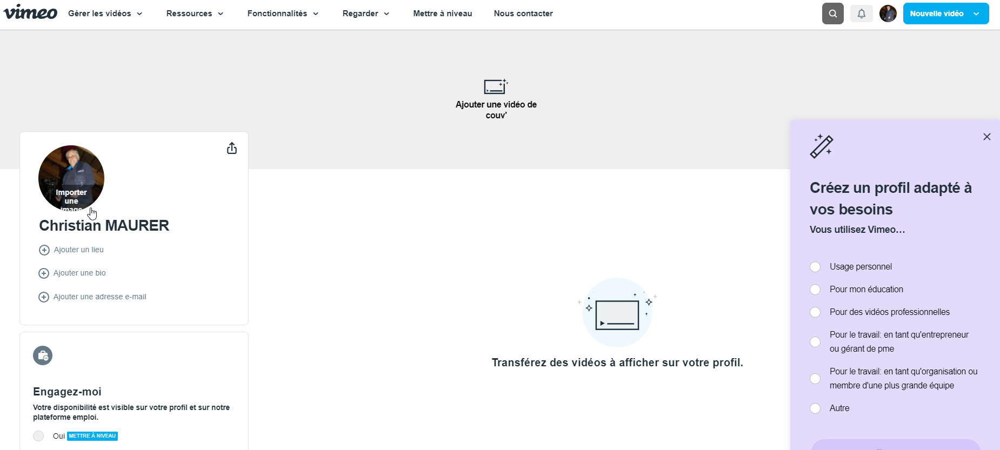 vimeo
Gérer les vidéos
Ressources
Fonctionnalités
Regarder
Mettre à niveau
Nous contacter
Nouvelle vidéo
Ajouter une vidéo de
couv'
Importer
une
image
Christian MAURER
Ajouter un lieu
Ajouter une bio
Ajouter une adresse e-mail
Engagez-moi
Votre disponibilité est visible sur votre profil et sur notre
plateforme emploi.
Oui METTRE À NIVEAU
Transférez des vidéos à afficher sur votre profil.
Créez un profil adapté à
vos besoins
Vous utilisez Vimeo…
Usage personnel
Pour mon éducation
Pour des vidéos professionnelles
Pour le travail: en tant qu'entrepreneur
ou gérant de pme
Pour le travail: en tant qu'organisation ou
membre d'une plus grande équipe
Autre